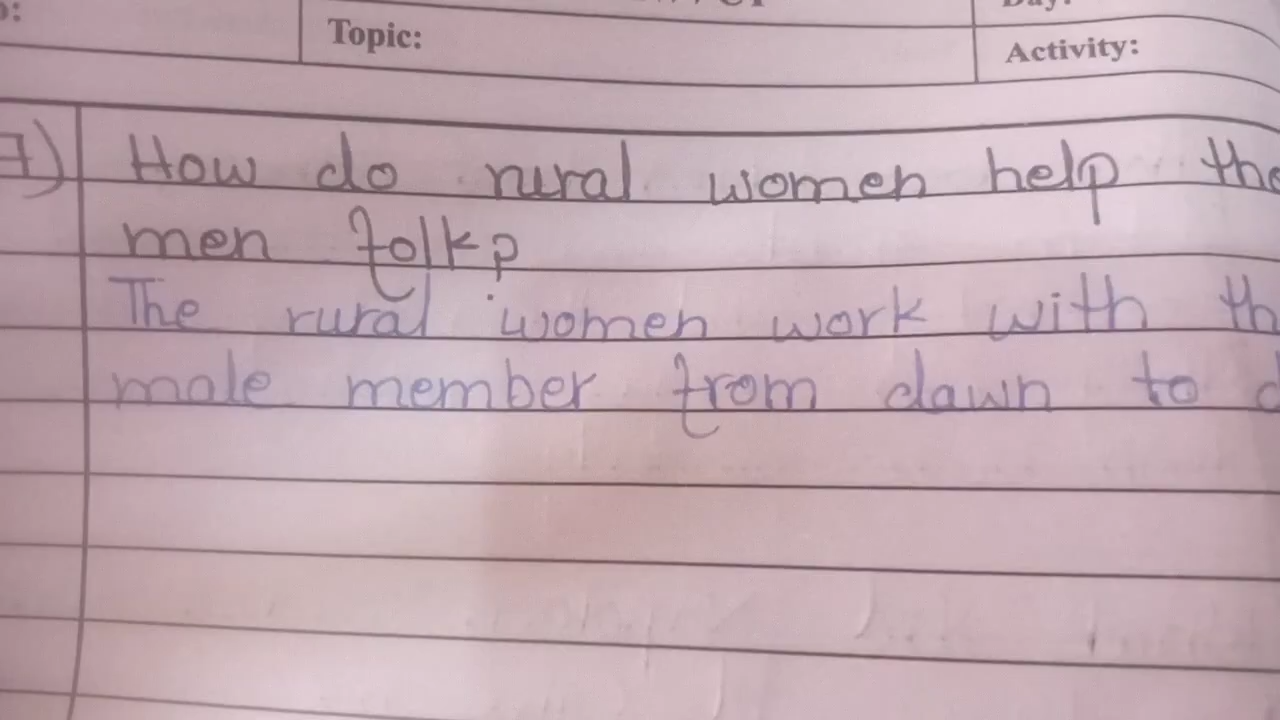 Topic:
Activity:
7) How do rural women help the
men folk?
The rural women work with th
male member from dawn to d